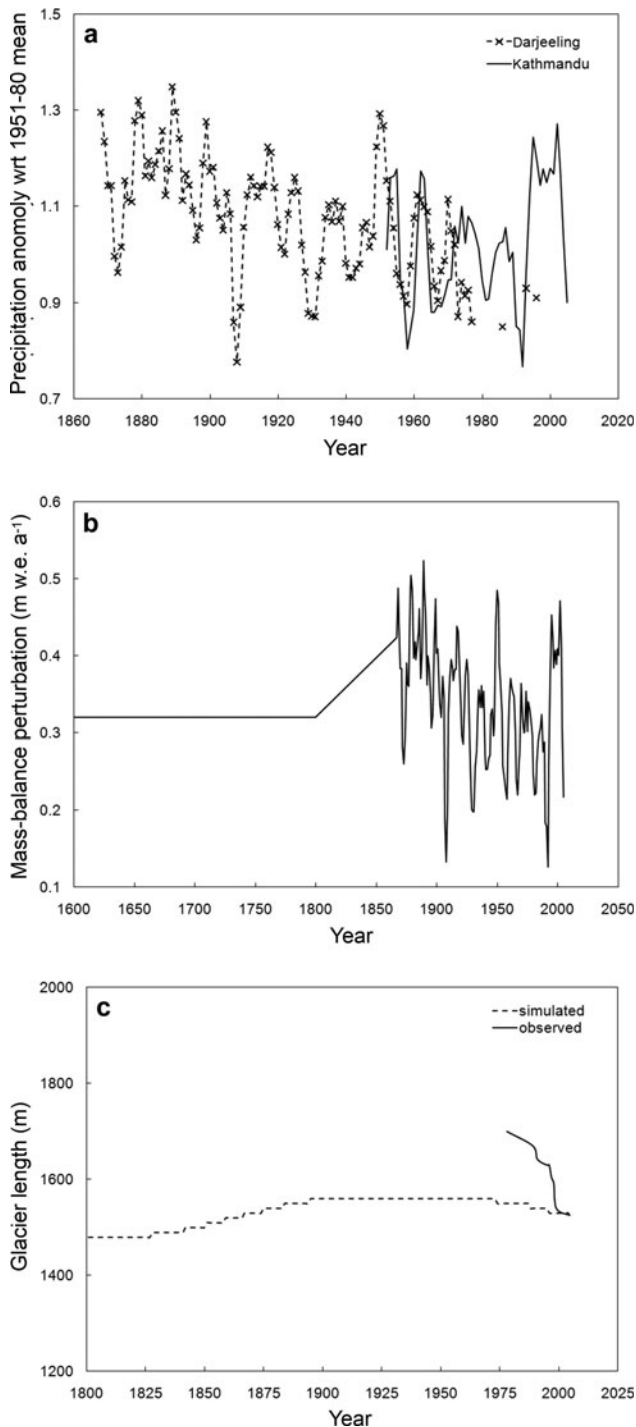 a
Darjeeling
Kathmandu
Precipitation anomoly wrt 1951-80 mean
1.5
1.3
1.1
0.9
0.7
1860 1880 1900 1920 1940 1960 1980 2000 2020
Year
b
Mass-balance perturbation (m w.e. a⁻¹)
0.6
0.5
0.4
0.3
0.2
0.1
1600 1650 1700 1750 1800 1850 1900 1950 2000 2050
Year
c
simulated
observed
Glacier length (m)
2000
1800
1600
1400
1200
1800 1825 1850 1875 1900 1925 1950 1975 2000 2025
Year